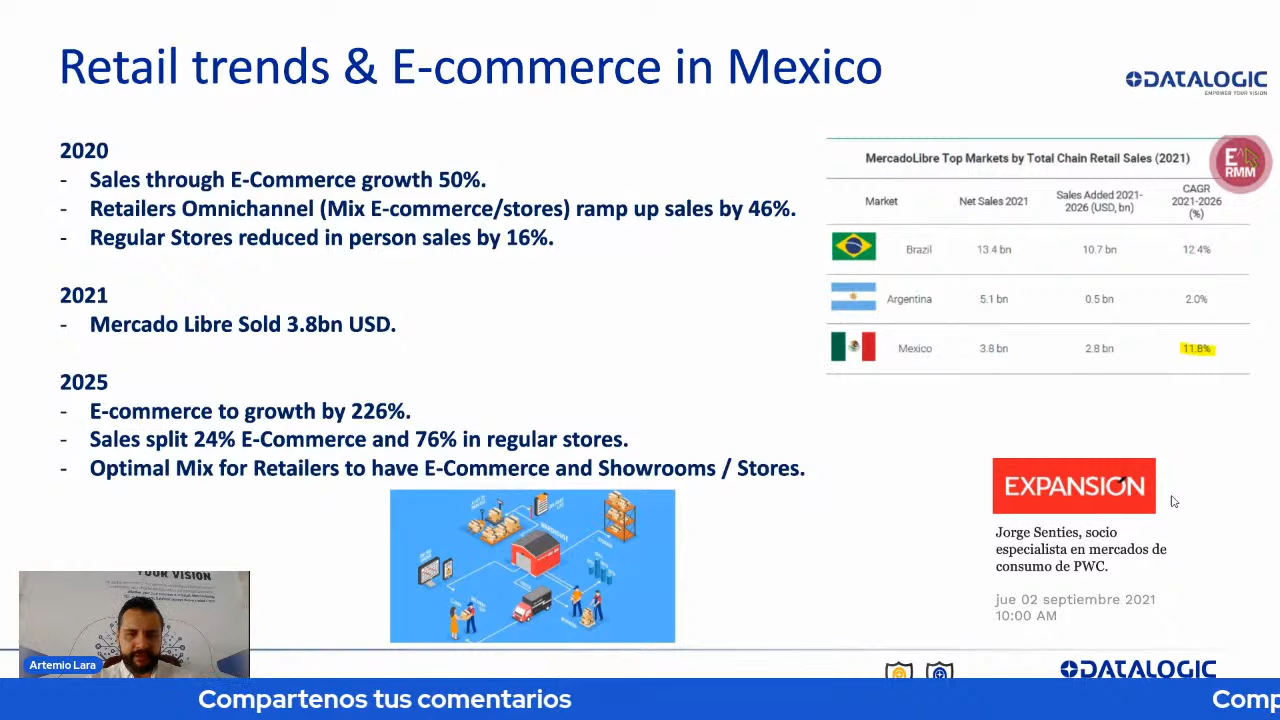 Retail trends & E-commerce in Mexico
DATALOGIC
EMPOWER YOUR VISION
2020
- Sales through E-Commerce growth 50%.
- Retailers Omnichannel (Mix E-commerce/stores) ramp up sales by 46%.
- Regular Stores reduced in person sales by 16%.
2021
- Mercado Libre Sold 3.8bn USD.
2025
- E-commerce to growth by 226%.
- Sales split 24% E-Commerce and 76% in regular stores.
- Optimal Mix for Retailers to have E-Commerce and Showrooms / Stores.
MercadoLibre Top Markets by Total Chain Retail Sales (2021)
E
RMM
Market Net Sales 2021 Sales Added 2021-2026 (USD, bn) CAGR 2021-2026 (%)
Brazil 13.4 bn 10.7 bn 12.4%
Argentina 5.1 bn 0.5 bn 2.0%
Mexico 3.8 bn 2.8 bn 11.8%
EXPANSIÓN
Jorge Senties, socio
especialista en mercados de
consumo de PWC.
jue 02 septiembre 2021
10:00 AM
WAREHOUSE
YOUR VISION
Artemio Lara
DATALOGIC
Compartenos tus comentarios
Comp